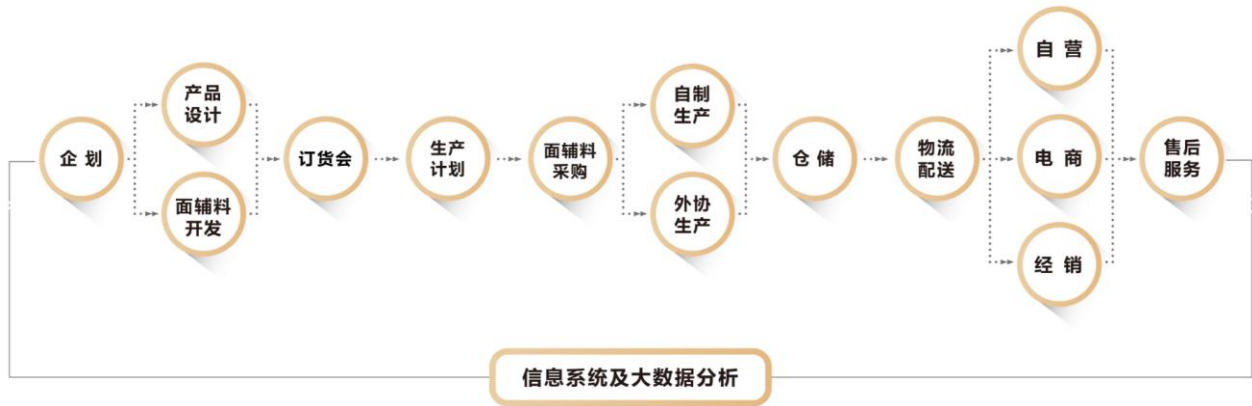 企划
产品
设计
面辅料
开发
订货会
生产
计划
面辅料
采购
自制
生产
外协
生产
仓储
物流
配送
自营
电商
经销
售后
服务
信息系统及大数据分析